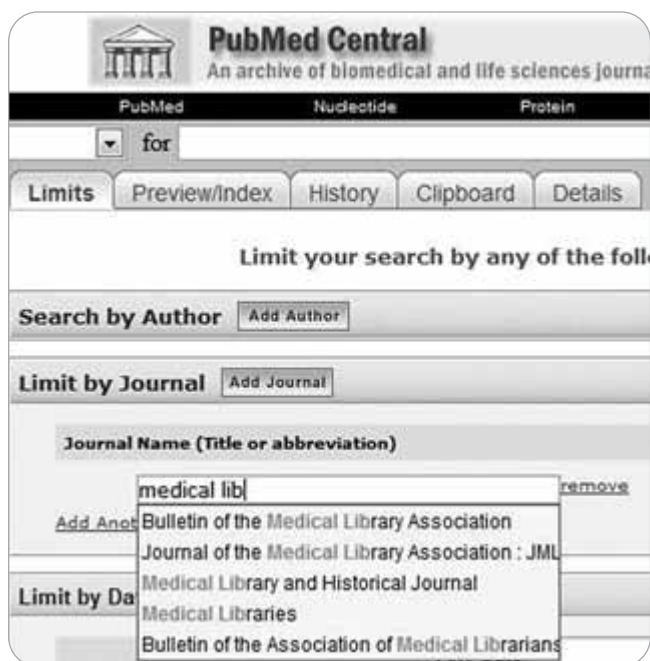 PubMed Central
An archive of biomedical and life sciences journa
PubMed Nucleotide Protein
for
Limits Preview/Index History Clipboard Details
Limit your search by any of the foll
Search by Author Add Author
Limit by Journal Add Journal
Journal Name (Title or abbreviation)
medical lib remove
Add Anot
Bulletin of the Medical Library Association
Journal of the Medical Library Association : JML
Medical Library and Historical Journal
Limit by Da
Medical Libraries
Bulletin of the Association of Medical Librarians